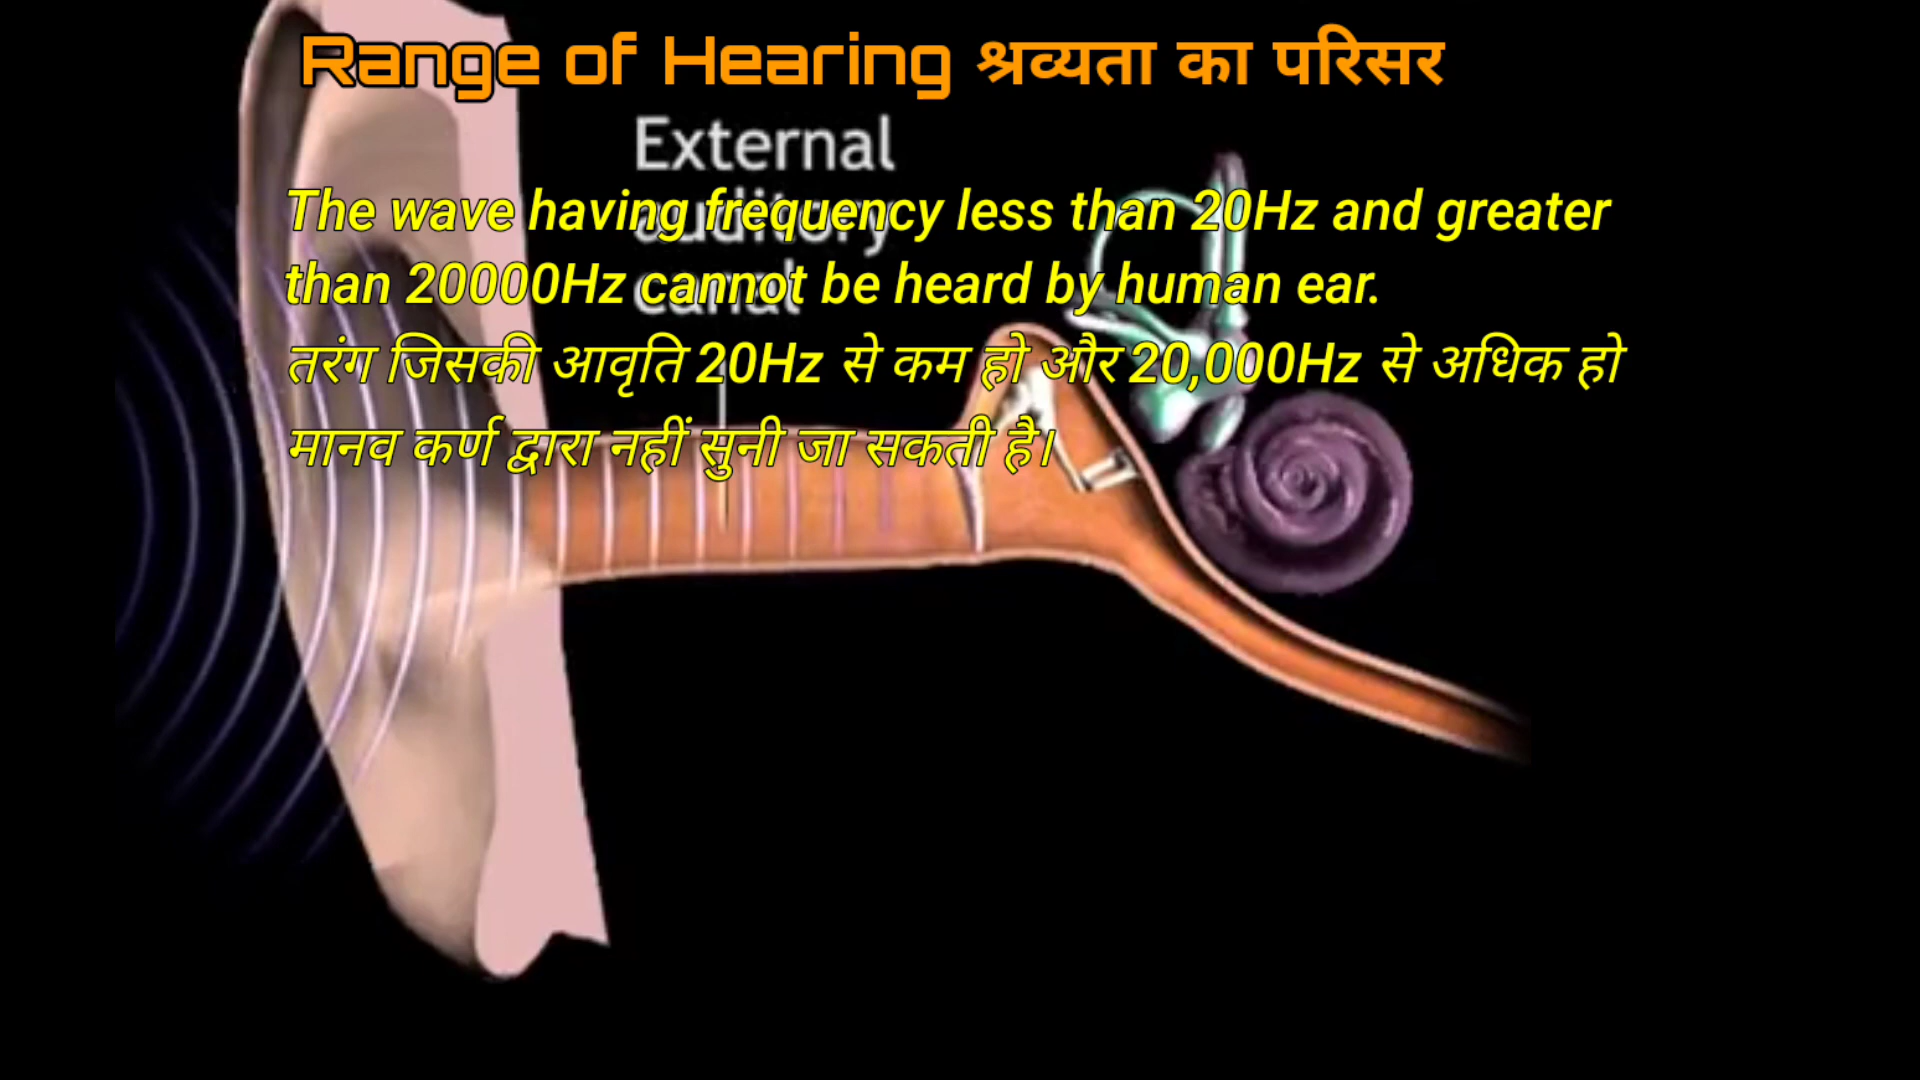 Range of Hearing श्रव्यता का परिसर
External
auditory
canal
The wave having frequency less than 20Hz and greater
than 20000Hz cannot be heard by human ear.
तरंग जिसकी आवृति 20Hz से कम हो और 20,000Hz से अधिक हो
मानव कर्ण द्वारा नहीं सुनी जा सकती है।